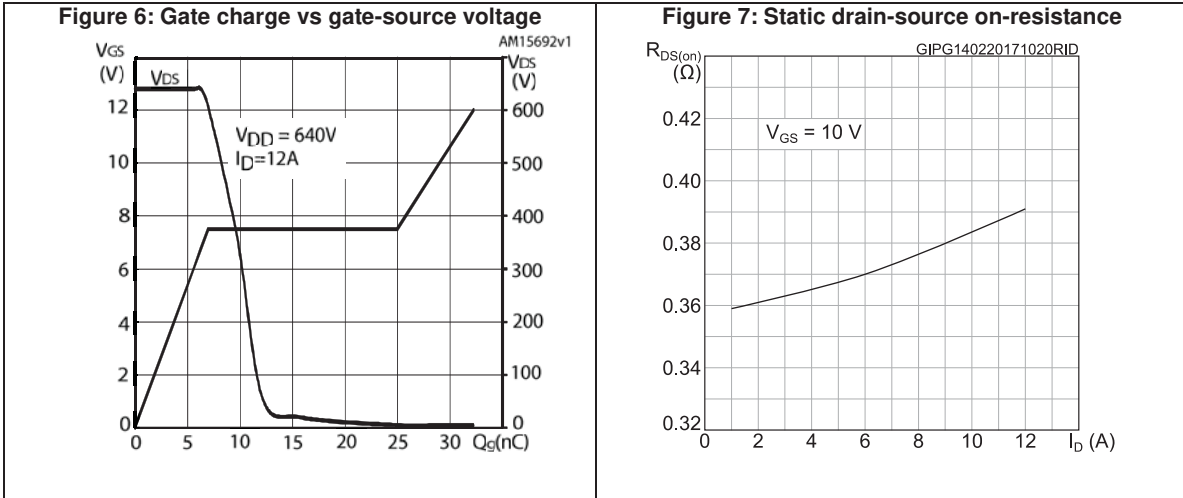 Figure 6: Gate charge vs gate-source voltage
AM15692v1
VGS
(V)
VDS
VDS
(V)
12
10
8
6
4
2
0
600
500
400
300
200
100
0
VDD = 640V
ID=12A
0 5 10 15 20 25 30 Qg(nC)
Figure 7: Static drain-source on-resistance
GIPG140220171020RID
RDS(on)
(Ω)
0.42
0.40
0.38
0.36
0.34
0.32
VGS = 10 V
0 2 4 6 8 10 12 ID (A)